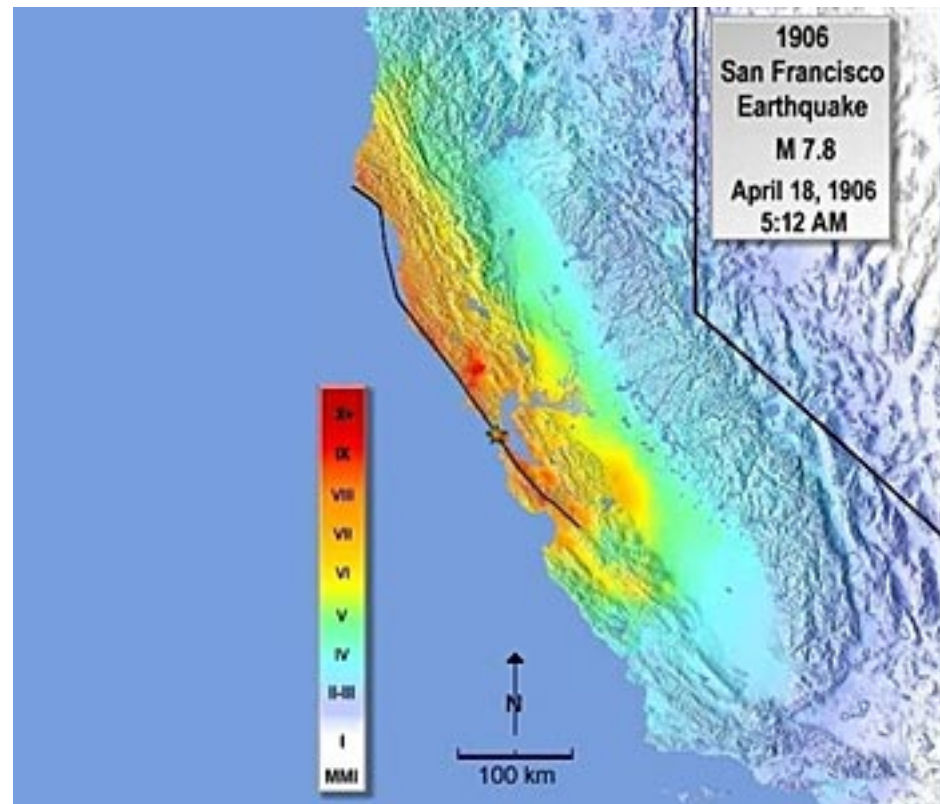 1906
San Francisco
Earthquake
M 7.8
April 18, 1906
5:12 AM
X+
IX
VIII
VII
VI
V
IV
II-III
I
MMI
N
100 km